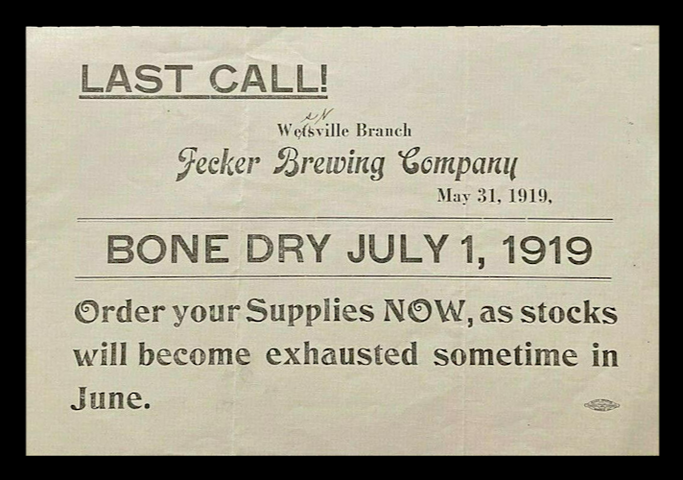 LAST CALL!
Wetsville Branch
Fecker Brewing Company
May 31, 1919,
BONE DRY JULY 1, 1919
Order your Supplies NOW, as stocks
will become exhausted sometime in
June.